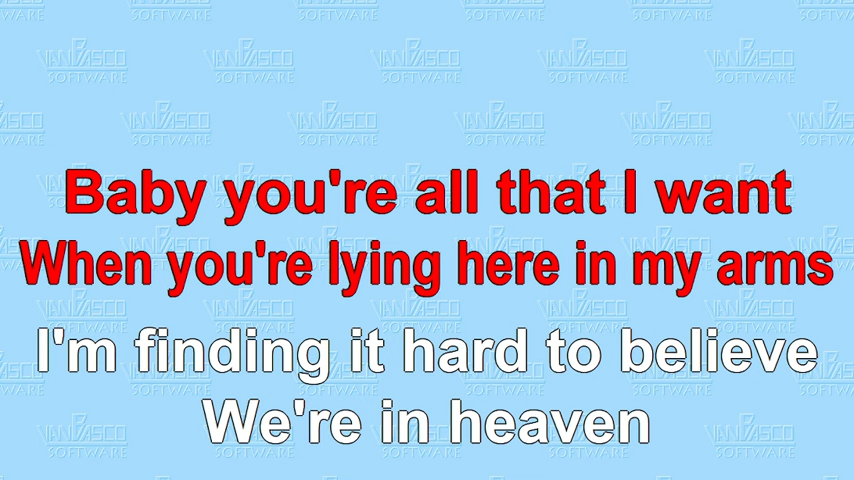 Baby you're all that I want
When you're lying here in my arms
I'm finding it hard to believe
We're in heaven
VANBASCO
SOFTWARE